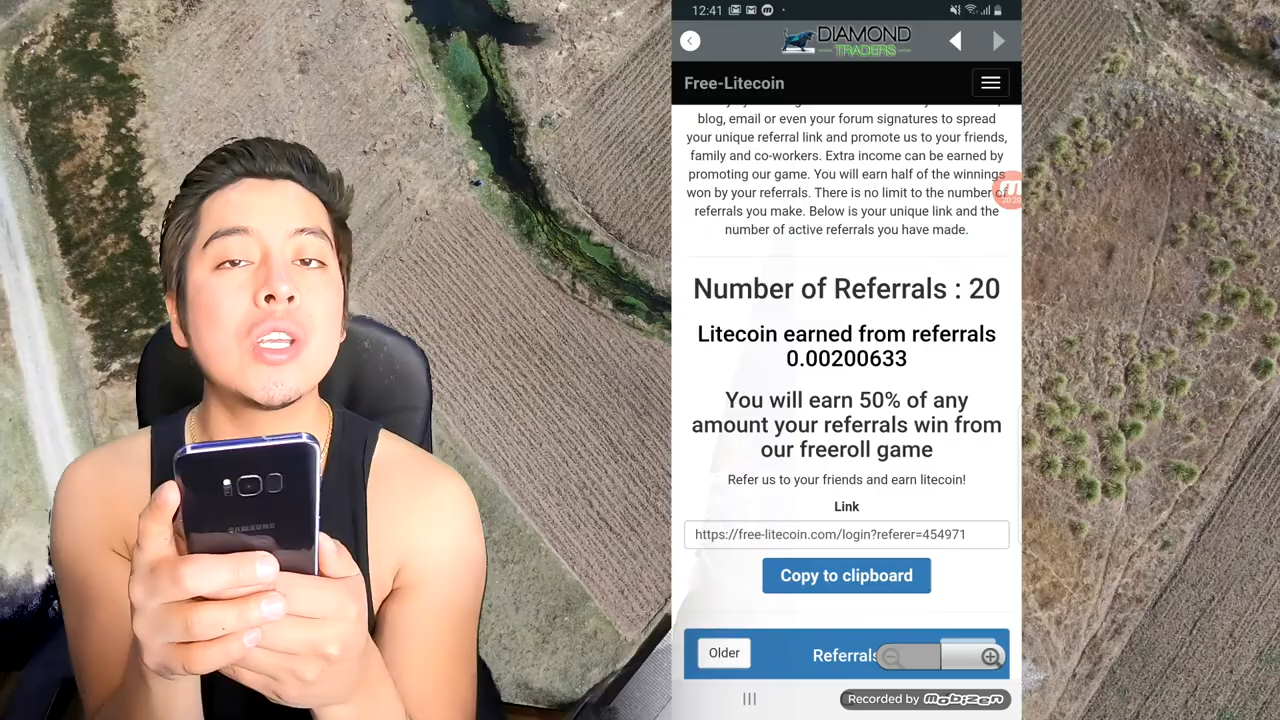 SAMSUNG
12:41
DIAMOND
TRADERS
Free-Litecoin
blog, email or even your forum signatures to spread
your unique referral link and promote us to your friends,
family and co-workers. Extra income can be earned by
promoting our game. You will earn half of the winnings
won by your referrals. There is no limit to the number of
referrals you make. Below is your unique link and the
number of active referrals you have made.
20:20
Number of Referrals : 20
Litecoin earned from referrals
0.00200633
You will earn 50% of any
amount your referrals win from
our freeroll game
Refer us to your friends and earn litecoin!
Link
https://free-litecoin.com/login?referer=454971
Copy to clipboard
Older
Referrals
Recorded by Mobizen